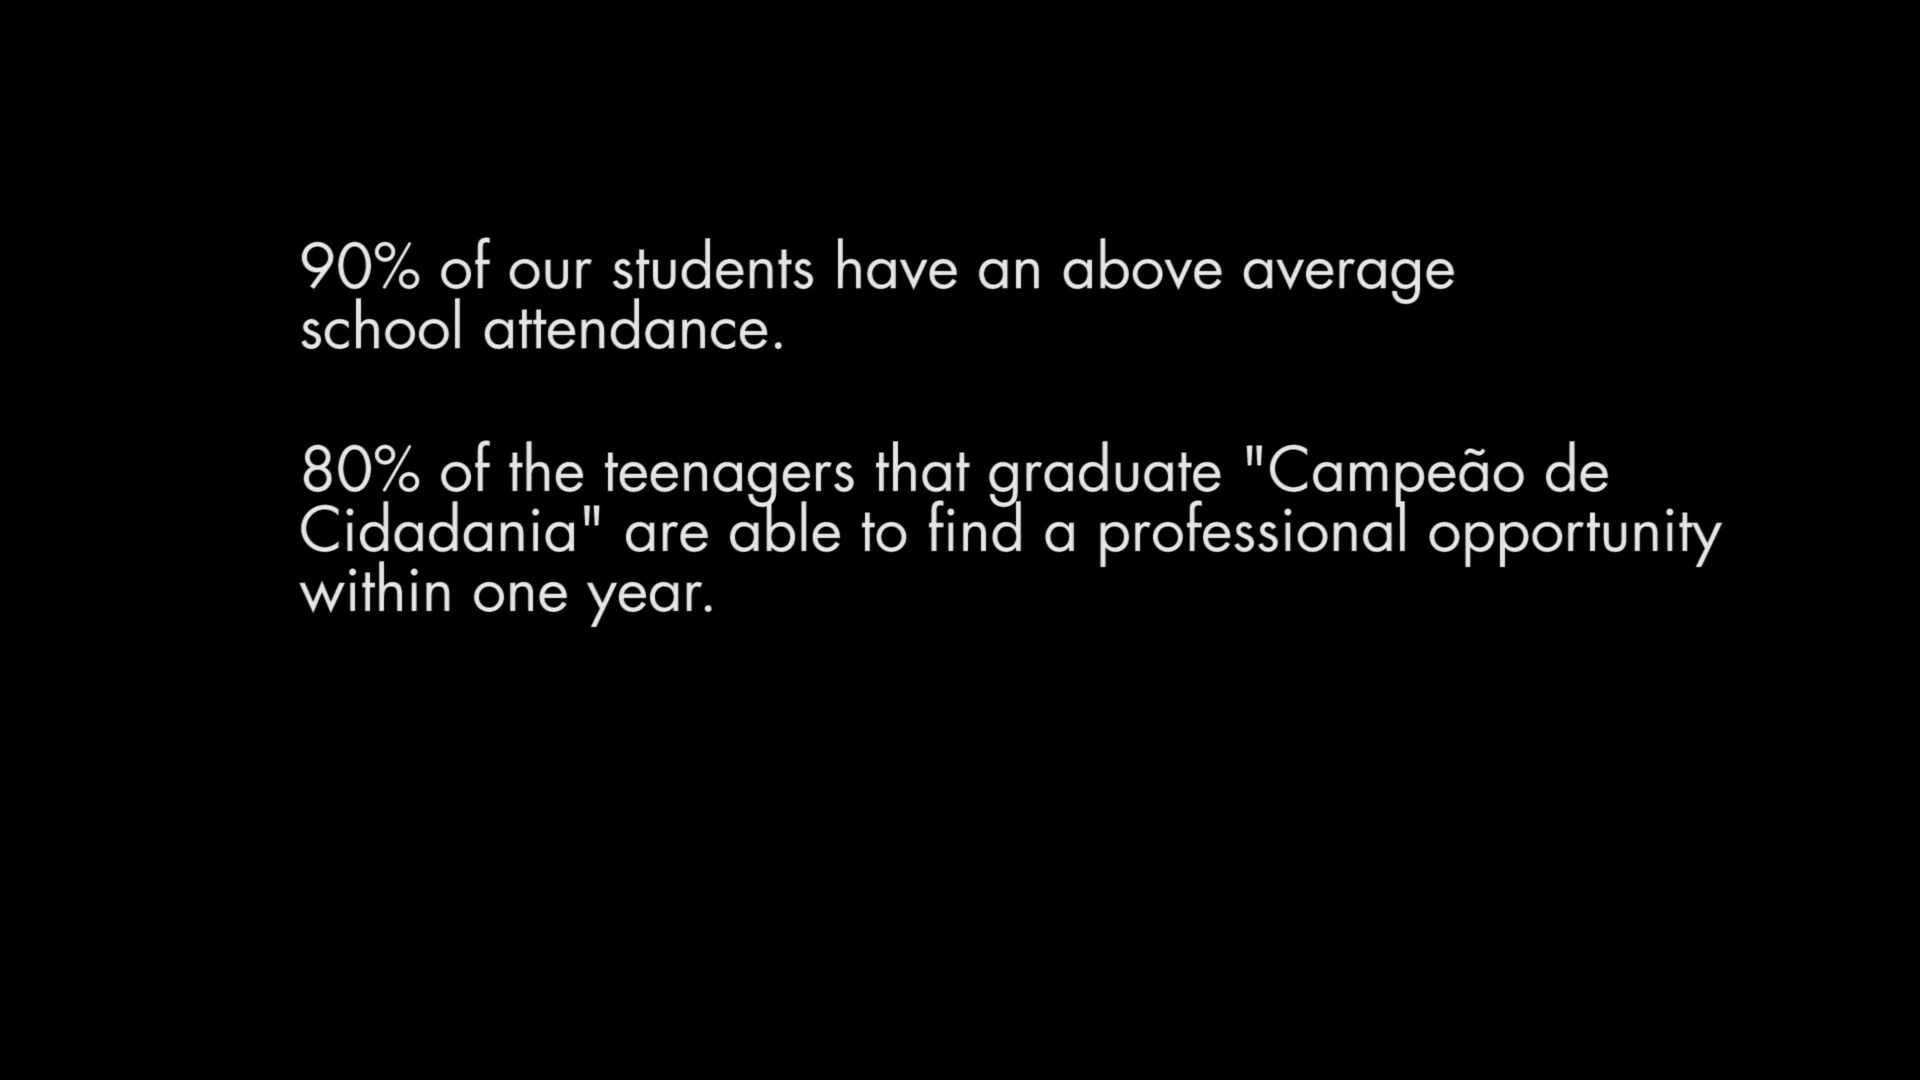 90% of our students have an above average
school attendance.
80% of the teenagers that graduate "Campeão de
Cidadania" are able to find a professional opportunity
within one year.